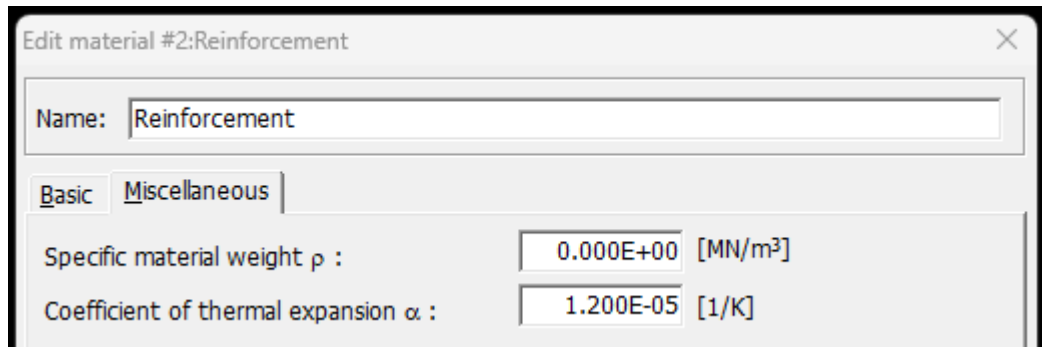 Edit material #2:Reinforcement
Name: Reinforcement
Basic Miscellaneous
Specific material weight ρ : 0.000E+00 [MN/m³]
Coefficient of thermal expansion α : 1.200E-05 [1/K]